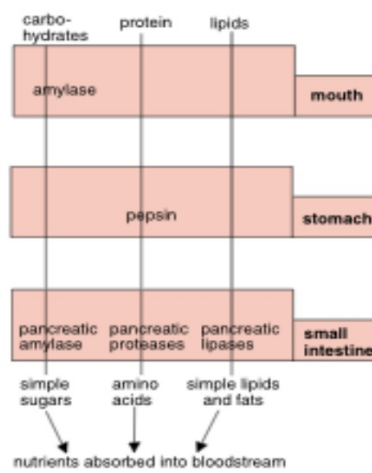 carbo-
hydrates
protein
lipids
amylase
mouth
pepsin
stomach
pancreatic
amylase
pancreatic
proteases
pancreatic
lipases
small
intestine
simple
sugars
amino
acids
simple lipids
and fats
nutrients absorbed into bloodstream